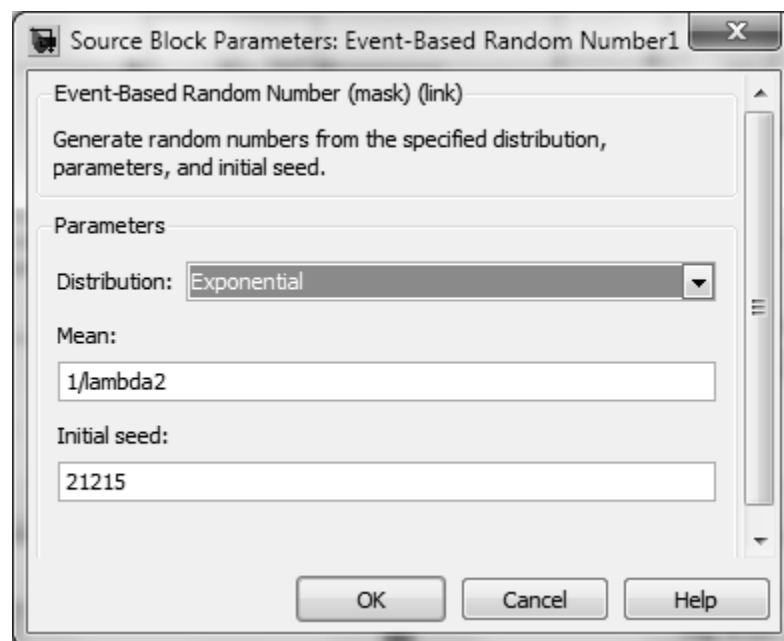 Source Block Parameters: Event-Based Random Number1
Event-Based Random Number (mask) (link)
Generate random numbers from the specified distribution,
parameters, and initial seed.
Parameters
Distribution: Exponential
Mean:
1/lambda2
Initial seed:
21215
OK Cancel Help